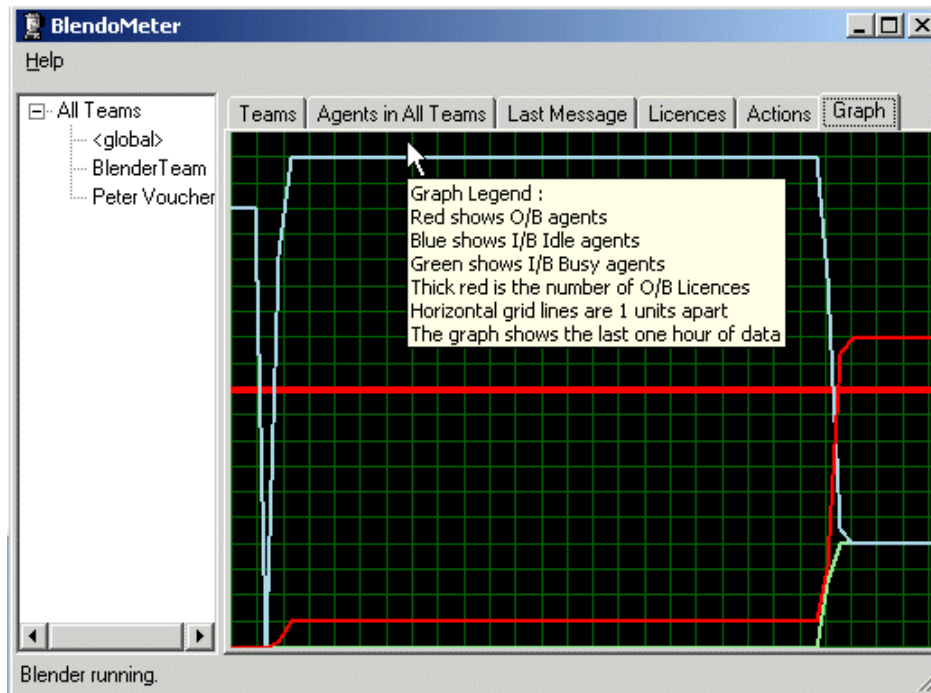 BlendoMeter
Help
All Teams
<global>
BlenderTeam
Peter Voucher
Teams
Agents in All Teams
Last Message
Licences
Actions
Graph
Graph Legend :
Red shows O/B agents
Blue shows I/B Idle agents
Green shows I/B Busy agents
Thick red is the number of O/B Licences
Horizontal grid lines are 1 units apart
The graph shows the last one hour of data
Blender running.